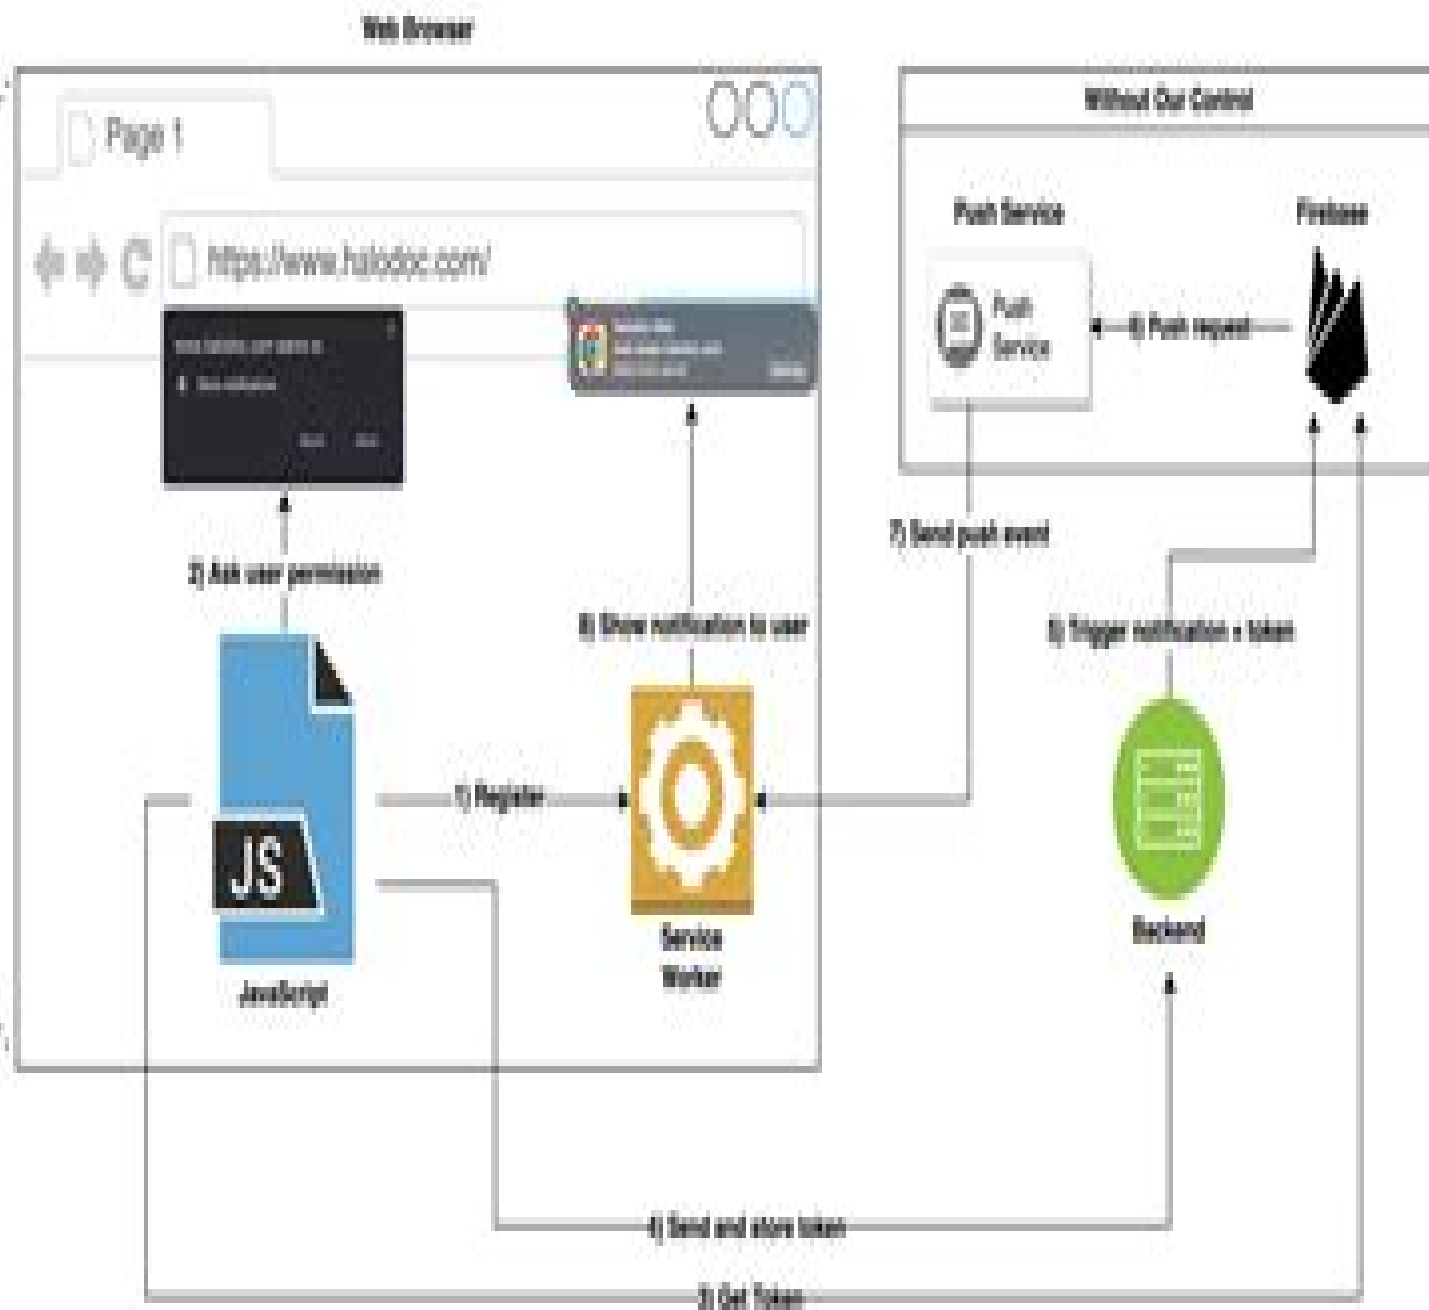 Web Browser
Page 1
https://www.halodoc.com/
Without Our Control
Push Service
Firebase
Push
Service
6) Push request
2) Ask user permission
7) Send push event
8) Show notification to user
5) Trigger notification + token
1) Register
JS
JavaScript
Service
Worker
Backend
4) Send and store token
3) Get Token